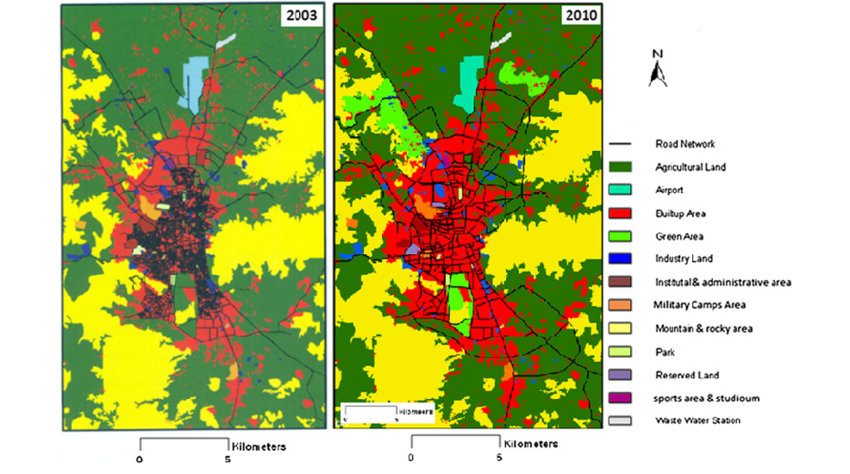 2003
2010
N
Road Network
Agricultural Land
Airport
Builtup Area
Green Area
Industry Land
Institutal & administrative area
Military Camps Area
Mountain & rocky area
Park
Reserved Land
sports area & studioum
Waste Water Station
Kilometers
0 5
Kilometers
0 5